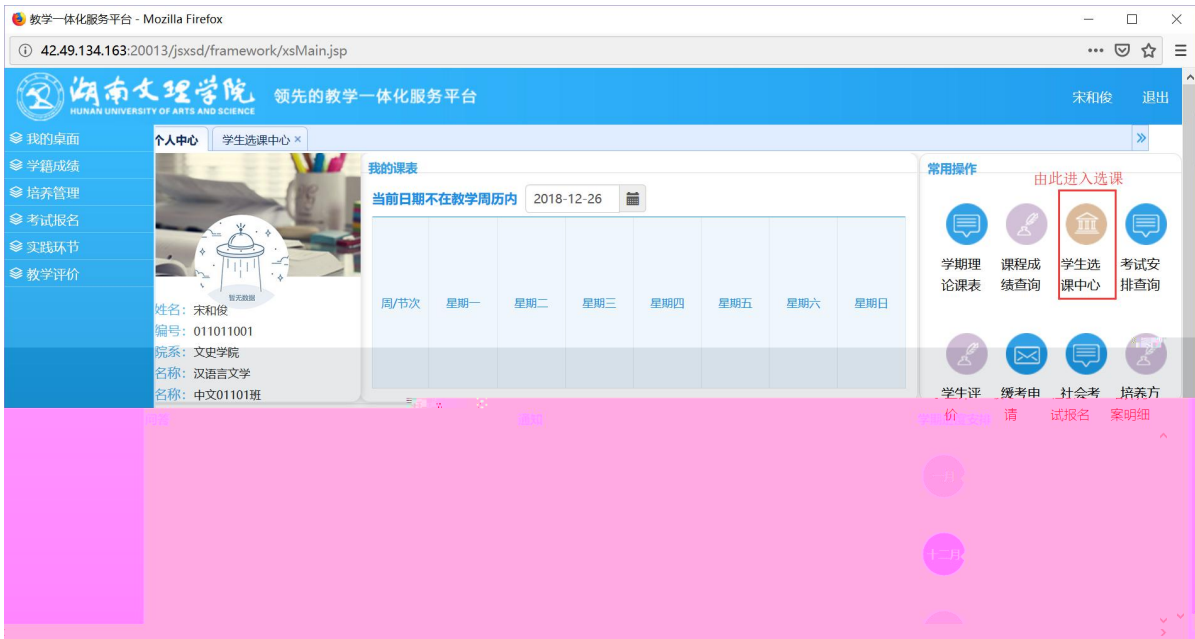 教学一体化服务平台 - Mozilla Firefox
42.49.134.163:20013/jsxsd/framework/xsMain.jsp
湖南文理学院
HUNAN UNIVERSITY OF ARTS AND SCIENCE
领先的教学一体化服务平台
宋和俊 退出
我的桌面
学籍成绩
培养管理
考试报名
实践环节
教学评价
个人中心 学生选课中心 ×
暂无数据
姓名：宋和俊
编号：011011001
院系：文史学院
名称：汉语言文学
名称：中文01101班
我的课表
当前日期不在教学周历内 2018-12-26
周/节次 星期一 星期二 星期三 星期四 星期五 星期六 星期日
常用操作
由此进入选课
学期理论课表
课程成绩查询
学生选课中心
考试安排查询
学生评价
缓考申请
社会考试报名
培养方案明细
通知
十二月